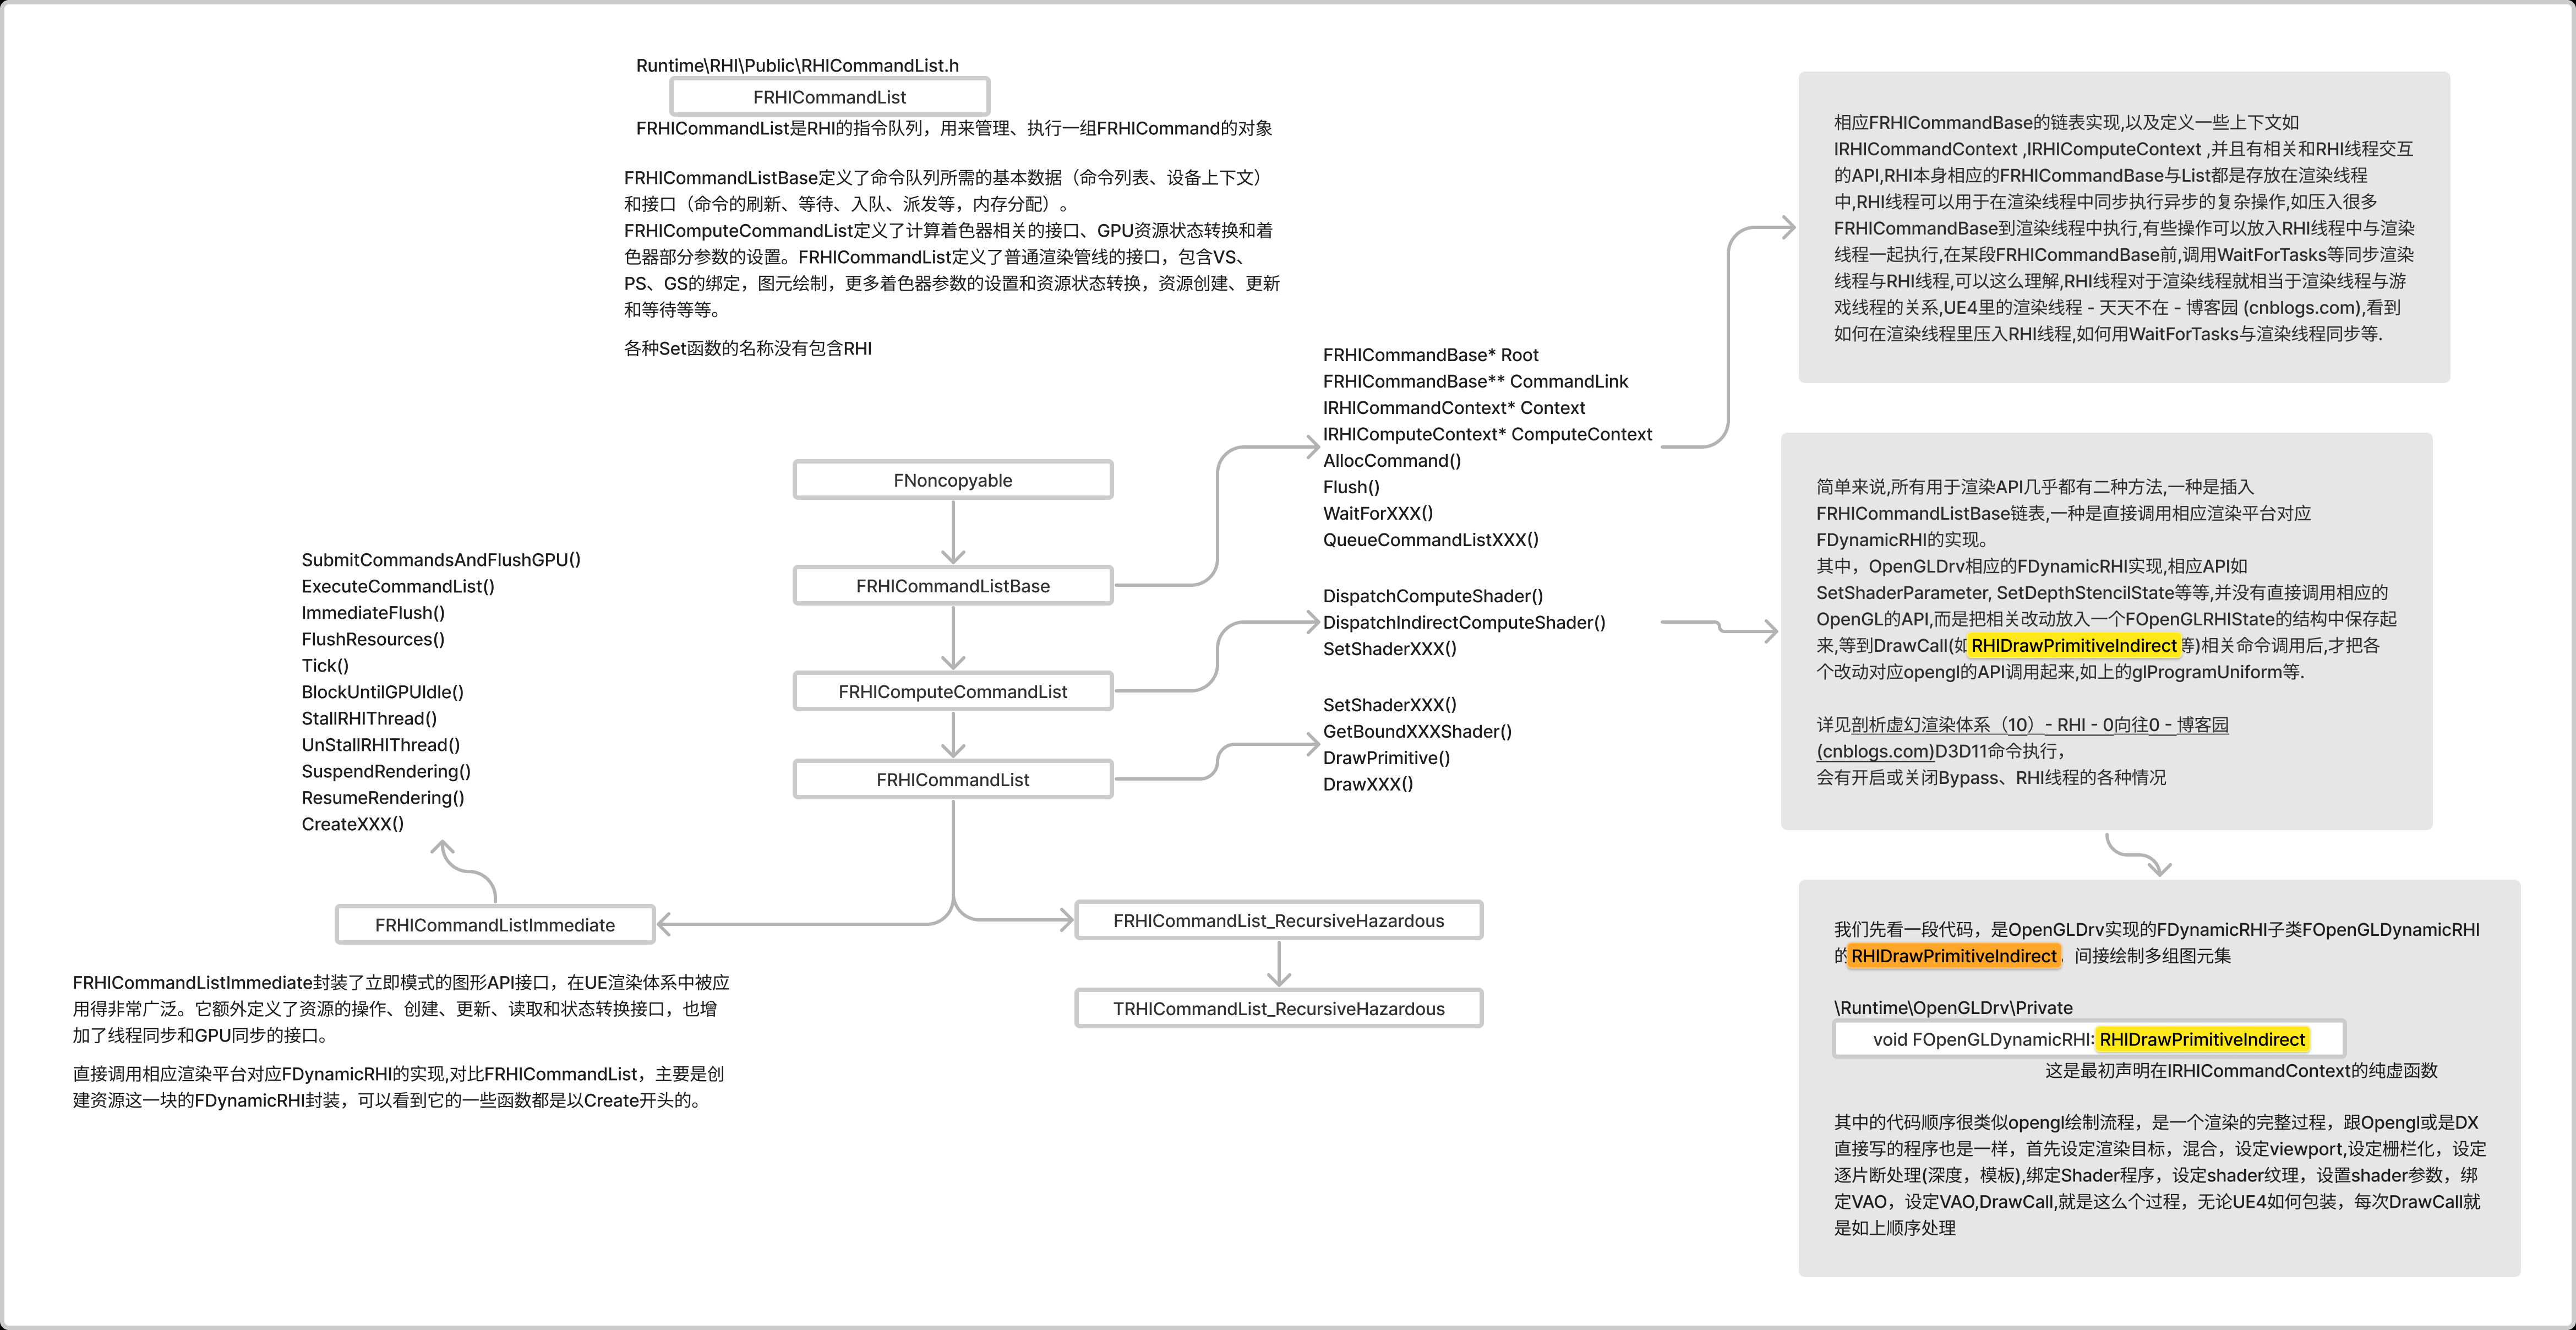 Runtime\RHI\Public\RHICommandList.h
FRHICommandList
FRHICommandList是RHI的指令队列，用来管理、执行一组FRHICommand的对象
FRHICommandListBase定义了命令队列所需的基本数据（命令列表、设备上下文）
和接口（命令的刷新、等待、入队、派发等，内存分配）。
FRHIComputeCommandList定义了计算着色器相关的接口、GPU资源状态转换和着
色器部分参数的设置。FRHICommandList定义了普通渲染管线的接口，包含VS、
PS、GS的绑定，图元绘制，更多着色器参数的设置和资源状态转换，资源创建、更新
和等待等等。
各种Set函数的名称没有包含RHI
FNoncopyable
FRHICommandListBase
FRHIComputeCommandList
FRHICommandList
FRHICommandBase* Root
FRHICommandBase** CommandLink
IRHICommandContext* Context
IRHIComputeContext* ComputeContext
AllocCommand()
Flush()
WaitForXXX()
QueueCommandListXXX()
DispatchComputeShader()
DispatchIndirectComputeShader()
SetShaderXXX()
SetShaderXXX()
GetBoundXXXShader()
DrawPrimitive()
DrawXXX()
SubmitCommandsAndFlushGPU()
ExecuteCommandList()
ImmediateFlush()
FlushResources()
Tick()
BlockUntilGPUIdle()
StallRHIThread()
UnStallRHIThread()
SuspendRendering()
ResumeRendering()
CreateXXX()
FRHICommandListImmediate
FRHICommandListImmediate封装了立即模式的图形API接口，在UE渲染体系中被应
用得非常广泛。它额外定义了资源的操作、创建、更新、读取和状态转换接口，也增
加了线程同步和GPU同步的接口。
直接调用相应渲染平台对应FDynamicRHI的实现,对比FRHICommandList，主要是创
建资源这一块的FDynamicRHI封装，可以看到它的一些函数都是以Create开头的。
FRHICommandList_RecursiveHazardous
TRHICommandList_RecursiveHazardous
相应FRHICommandBase的链表实现,以及定义一些上下文如
IRHICommandContext ,IRHIComputeContext ,并且有相关和RHI线程交互
的API,RHI本身相应的FRHICommandBase与List都是存放在渲染线程
中,RHI线程可以用于在渲染线程中同步执行异步的复杂操作,如压入很多
FRHICommandBase到渲染线程中执行,有些操作可以放入RHI线程中与渲染
线程一起执行,在某段FRHICommandBase前,调用WaitForTasks等同步渲染
线程与RHI线程,可以这么理解,RHI线程对于渲染线程就相当于渲染线程与游
戏线程的关系,UE4里的渲染线程 - 天天不在 - 博客园 (cnblogs.com),看到
如何在渲染线程里压入RHI线程,如何用WaitForTasks与渲染线程同步等.
简单来说,所有用于渲染API几乎都有二种方法,一种是插入
FRHICommandListBase链表,一种是直接调用相应渲染平台对应
FDynamicRHI的实现。
其中，OpenGLDrv相应的FDynamicRHI实现,相应API如
SetShaderParameter, SetDepthStencilState等等,并没有直接调用相应的
OpenGL的API,而是把相关改动放入一个FOpenGLRHIState的结构中保存起
来,等到DrawCall(如RHIDrawPrimitiveIndirect等)相关命令调用后,才把各
个改动对应opengl的API调用起来,如上的glProgramUniform等.
详见剖析虚幻渲染体系（10）- RHI - 0向往0 - 博客园
(cnblogs.com)D3D11命令执行，
会有开启或关闭Bypass、RHI线程的各种情况
我们先看一段代码，是OpenGLDrv实现的FDynamicRHI子类FOpenGLDynamicRHI
的RHIDrawPrimitiveIndirect，间接绘制多组图元集
\Runtime\OpenGLDrv\Private
void FOpenGLDynamicRHI:RHIDrawPrimitiveIndirect
这是最初声明在IRHICommandContext的纯虚函数
其中的代码顺序很类似opengl绘制流程，是一个渲染的完整过程，跟Opengl或是DX
直接写的程序也是一样，首先设定渲染目标，混合，设定viewport,设定栅栏化，设定
逐片断处理(深度，模板),绑定Shader程序，设定shader纹理，设置shader参数，绑
定VAO，设定VAO,DrawCall,就是这么个过程，无论UE4如何包装，每次DrawCall就
是如上顺序处理